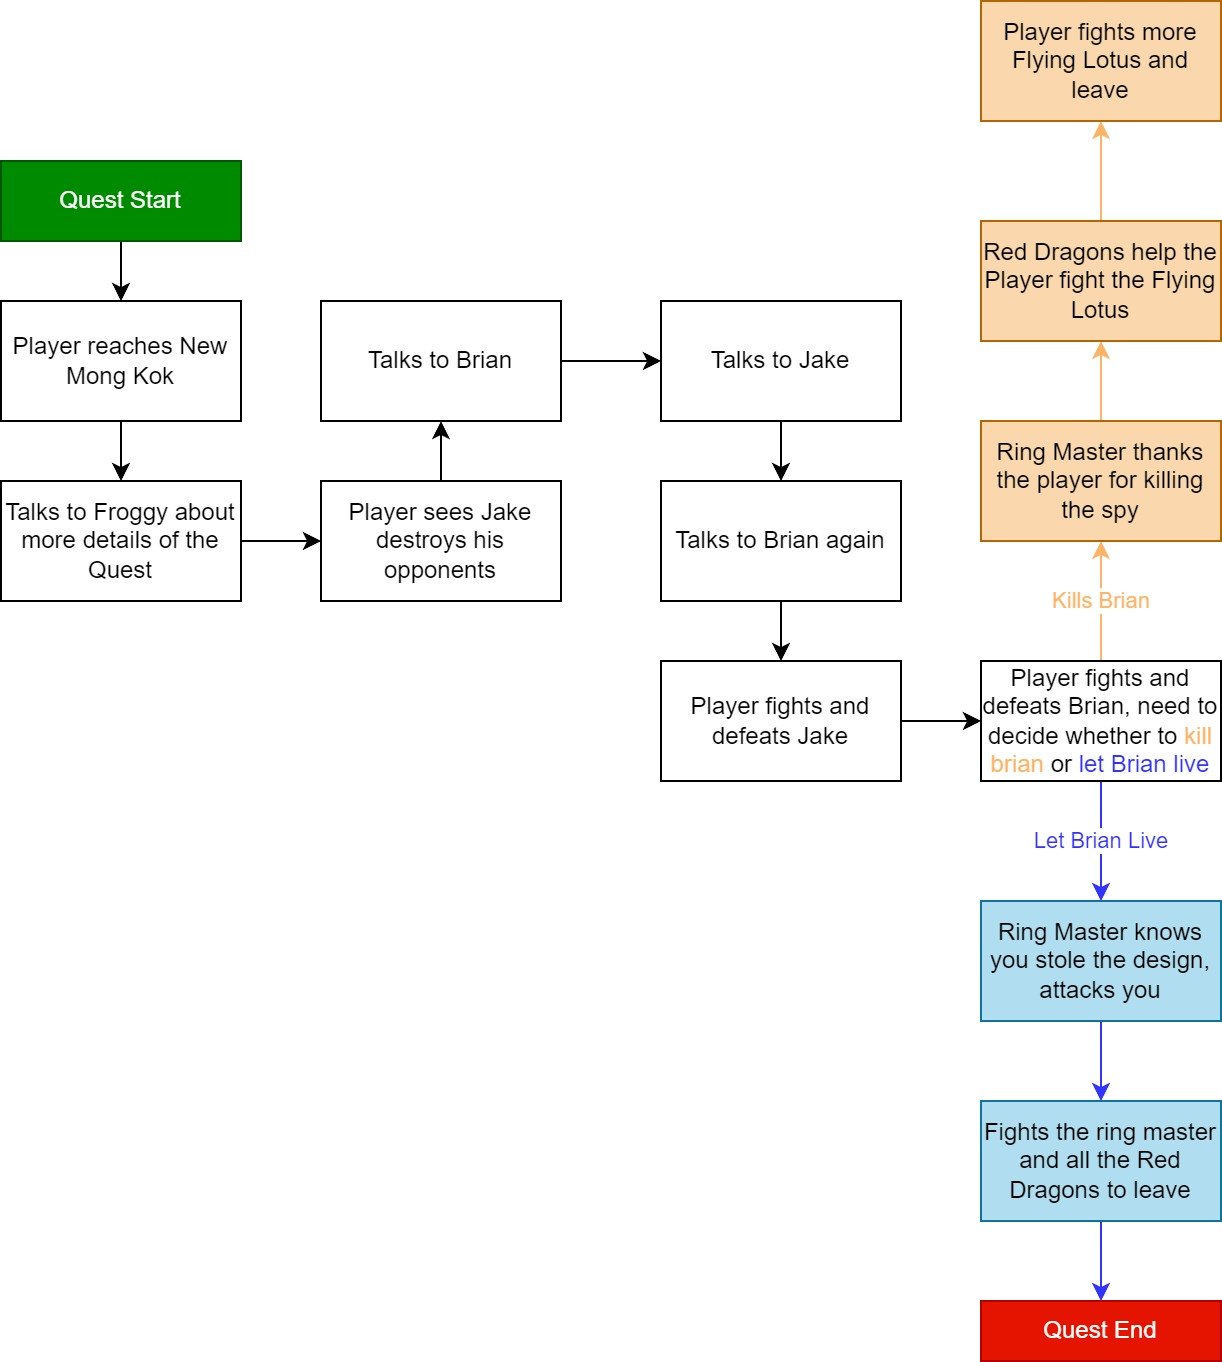 Quest Start
Player reaches New
Mong Kok
Talks to Froggy about
more details of the
Quest
Player sees Jake
destroys his
opponents
Talks to Brian
Talks to Jake
Talks to Brian again
Player fights and
defeats Jake
Player fights and
defeats Brian, need to
decide whether to kill
brian or let Brian live
Kills Brian
Ring Master thanks
the player for killing
the spy
Red Dragons help the
Player fight the Flying
Lotus
Player fights more
Flying Lotus and
leave
Let Brian Live
Ring Master knows
you stole the design,
attacks you
Fights the ring master
and all the Red
Dragons to leave
Quest End